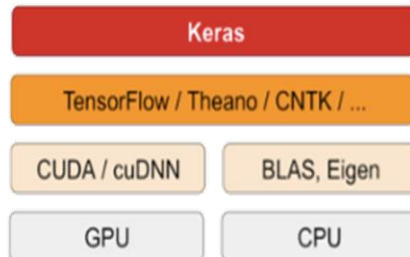 Keras
TensorFlow / Theano / CNTK / ...
CUDA / cuDNN
BLAS, Eigen
GPU
CPU